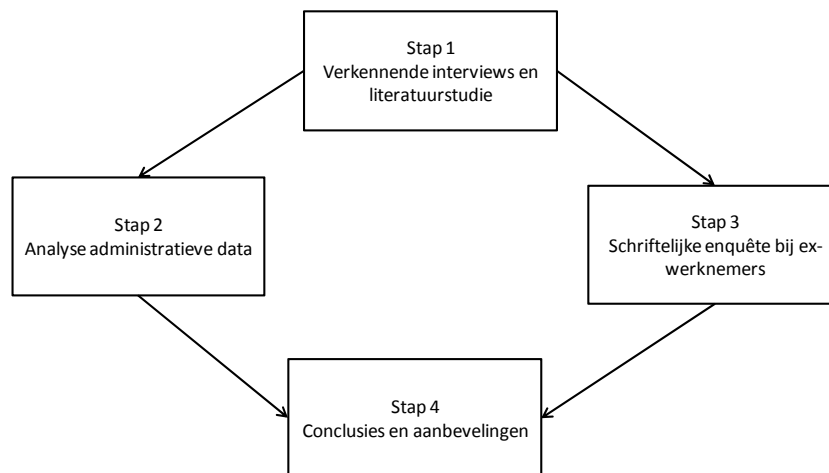 Stap 1
Verkennende interviews en
literatuurstudie
Stap 2
Analyse administratieve data
Stap 3
Schriftelijke enquête bij ex-
werknemers
Stap 4
Conclusies en aanbevelingen